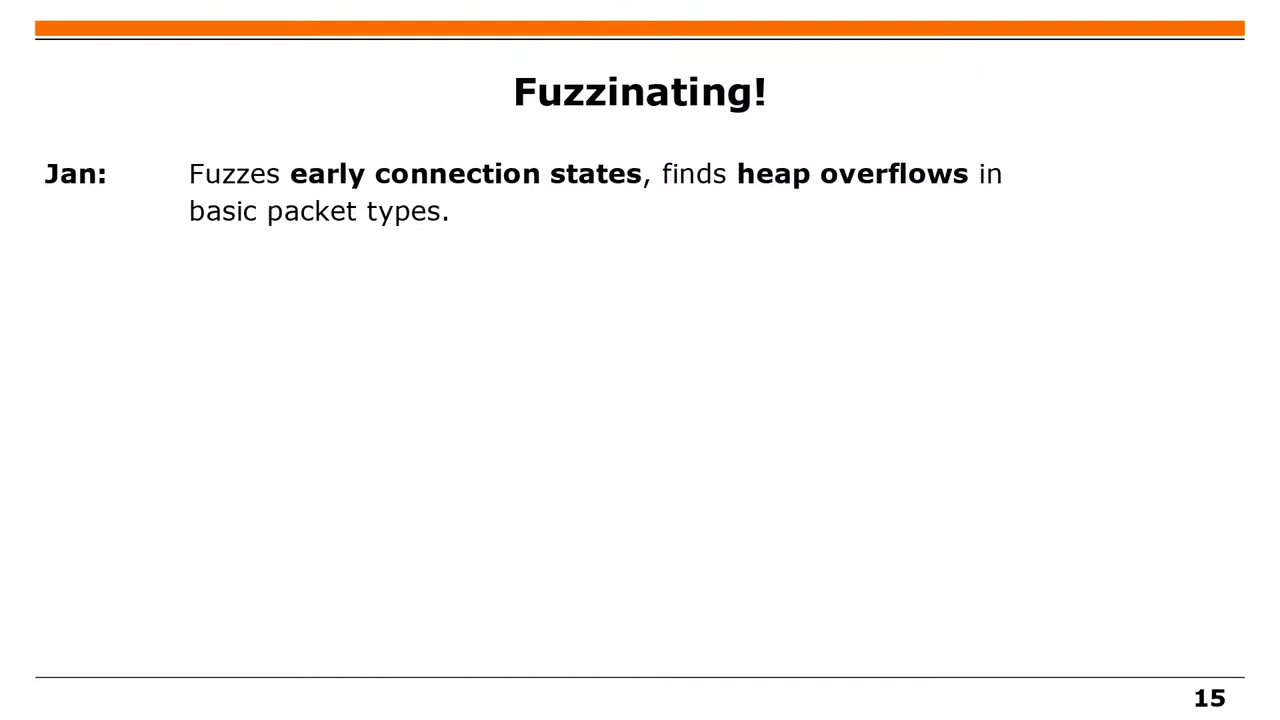 Fuzzinating!
Jan: Fuzzes early connection states, finds heap overflows in
basic packet types.
15